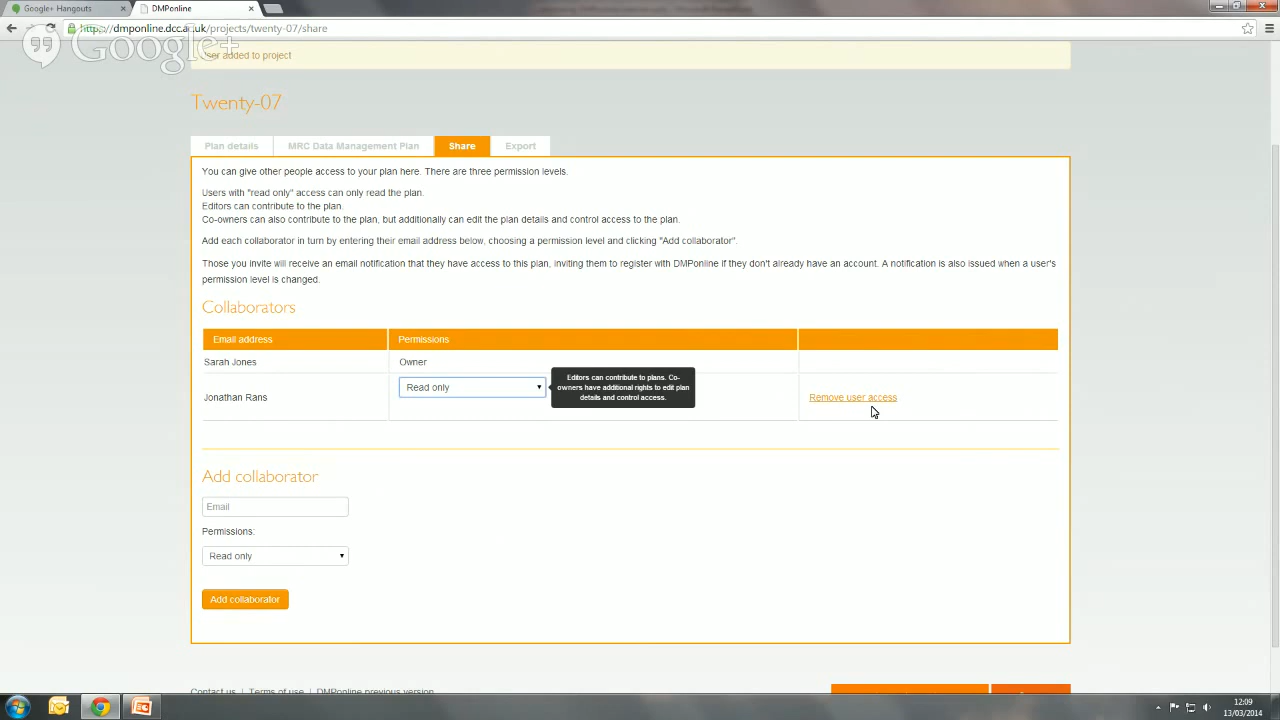 Google+ Hangouts
DMPonline
http://dmponline.dcc.ac.uk/projects/twenty-07/share
Google+
User added to project
Twenty-07
Plan details
MRC Data Management Plan
Share
Export
You can give other people access to your plan here. There are three permission levels.
Users with "read only" access can only read the plan.
Editors can contribute to the plan.
Co-owners can also contribute to the plan, but additionally can edit the plan details and control access to the plan.
Add each collaborator in turn by entering their email address below, choosing a permission level and clicking "Add collaborator".
Those you invite will receive an email notification that they have access to this plan, inviting them to register with DMPonline if they don't already have an account. A notification is also issued when a user's
permission level is changed.
Collaborators
Email address
Permissions
Sarah Jones
Owner
Jonathan Rans
Read only
Editors can contribute to plans. Co-
owners have additional rights to edit plan
details and control access.
Remove user access
Add collaborator
Email
Permissions:
Read only
Add collaborator
Contact us | Terms of use | DMPonline previous version
12:09
13/03/2014